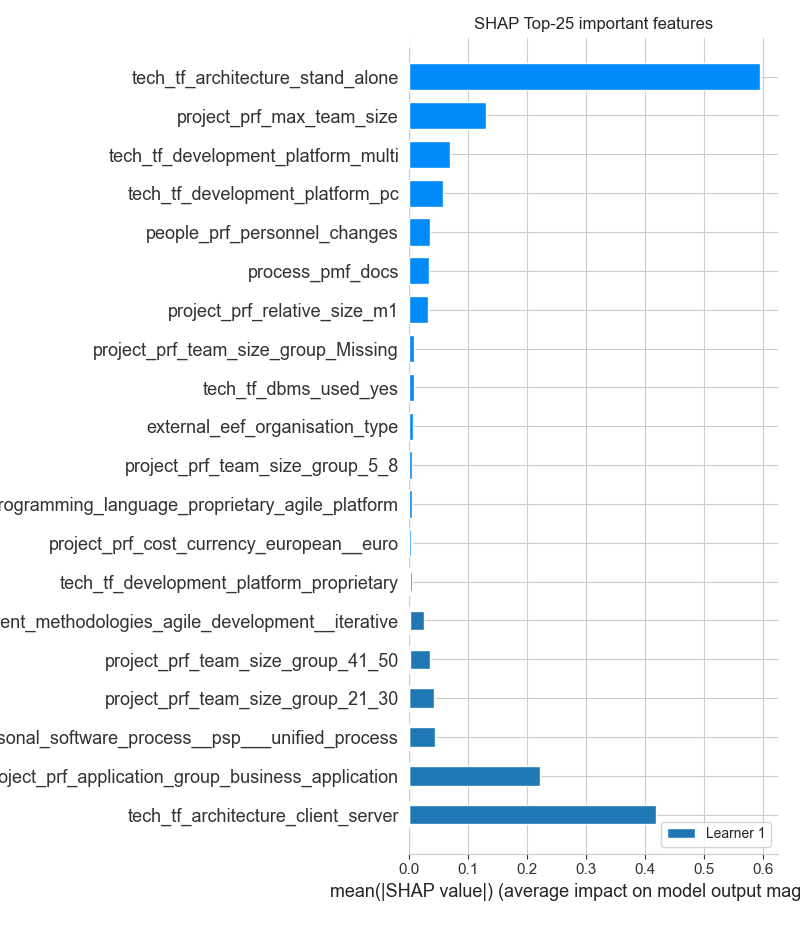 SHAP Top-25 important features
tech_tf_architecture_stand_alone
project_prf_max_team_size
tech_tf_development_platform_multi
tech_tf_development_platform_pc
people_prf_personnel_changes
process_pmf_docs
project_prf_relative_size_m1
project_prf_team_size_group_Missing
tech_tf_dbms_used_yes
external_eef_organisation_type
project_prf_team_size_group_5_8
rogramming_language_proprietary_agile_platform
project_prf_cost_currency_european__euro
tech_tf_development_platform_proprietary
ent_methodologies_agile_development__iterative
project_prf_team_size_group_41_50
project_prf_team_size_group_21_30
sonal_software_process__psp___unified_process
oject_prf_application_group_business_application
tech_tf_architecture_client_server
Learner 1
0.0 0.1 0.2 0.3 0.4 0.5 0.6
mean(|SHAP value|) (average impact on model output mag